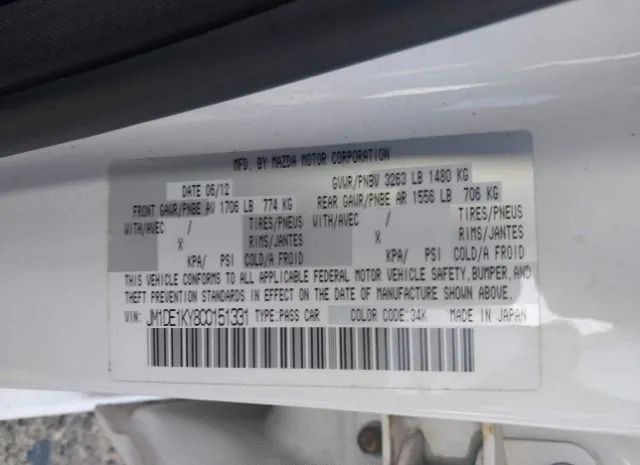 MFD. BY MAZDA MOTOR CORPORATION
DATE 06/12 GVWR/PNBV 3263 LB 1480 KG
FRONT GAWR/PNBE AV 1706 LB 774 KG REAR GAWR/PNBE AR 1556 LB 706 KG
WITH/AVEC / TIRES/PNEUS WITH/AVEC / TIRES/PNEUS
X RIMS/JANTES X RIMS/JANTES
KPA/ PSI COLD/A FROID KPA/ PSI COLD/A FROID
THIS VEHICLE CONFORMS TO ALL APPLICABLE FEDERAL MOTOR VEHICLE SAFETY, BUMPER, AND
THEFT PREVENTION STANDARDS IN EFFECT ON THE DATE OF MANUFACTURE SHOWN ABOVE.
VIN: JM1DE1KY8C0151331 TYPE:PASS CAR COLOR CODE:34K MADE IN JAPAN